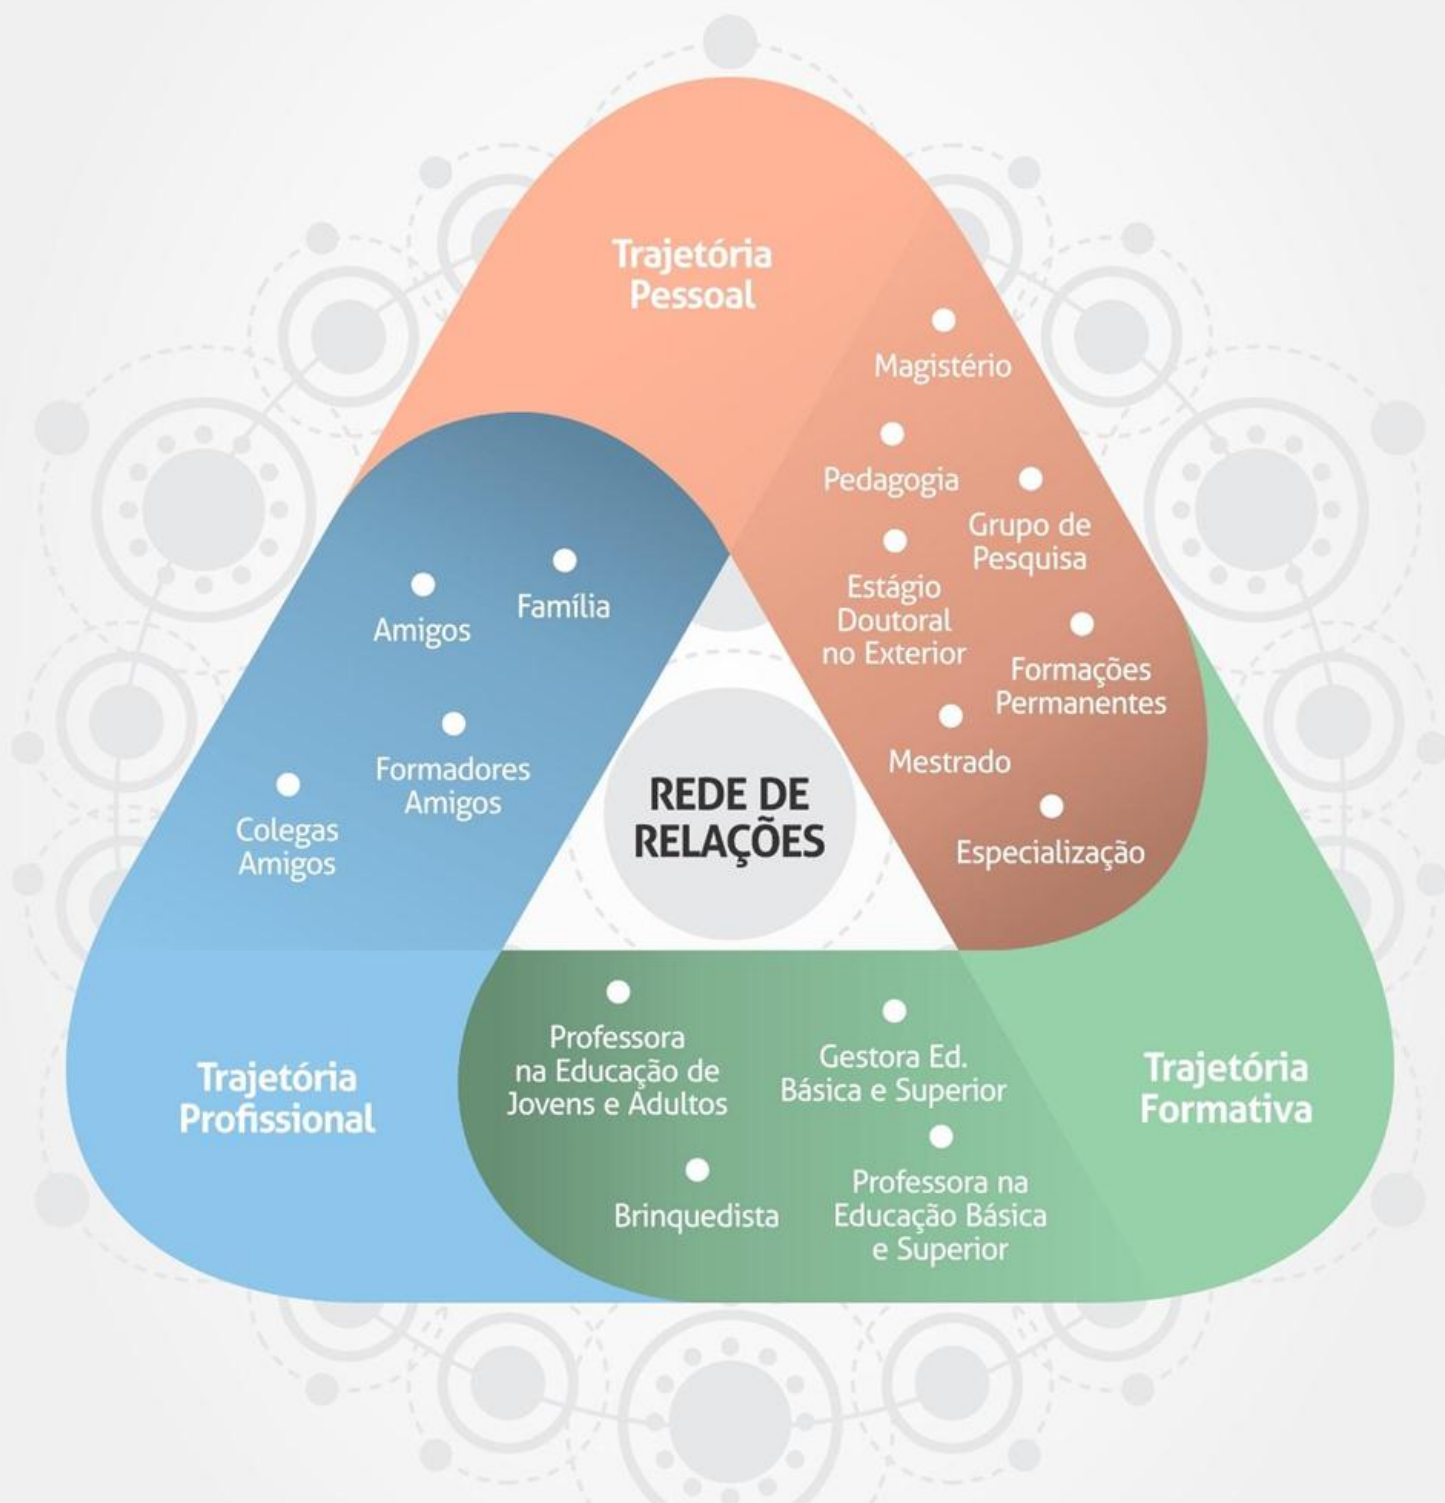 Trajetória
Pessoal
Magistério
Pedagogia
Grupo de
Pesquisa
Estágio
Doutoral
no Exterior
Formações
Permanentes
Mestrado
Especialização
Família
Amigos
Formadores
Amigos
Colegas
Amigos
REDE DE
RELAÇÕES
Trajetória
Profissional
Professora
na Educação de
Jovens e Adultos
Gestora Ed.
Básica e Superior
Brinquedista
Professora na
Educação Básica
e Superior
Trajetória
Formativa